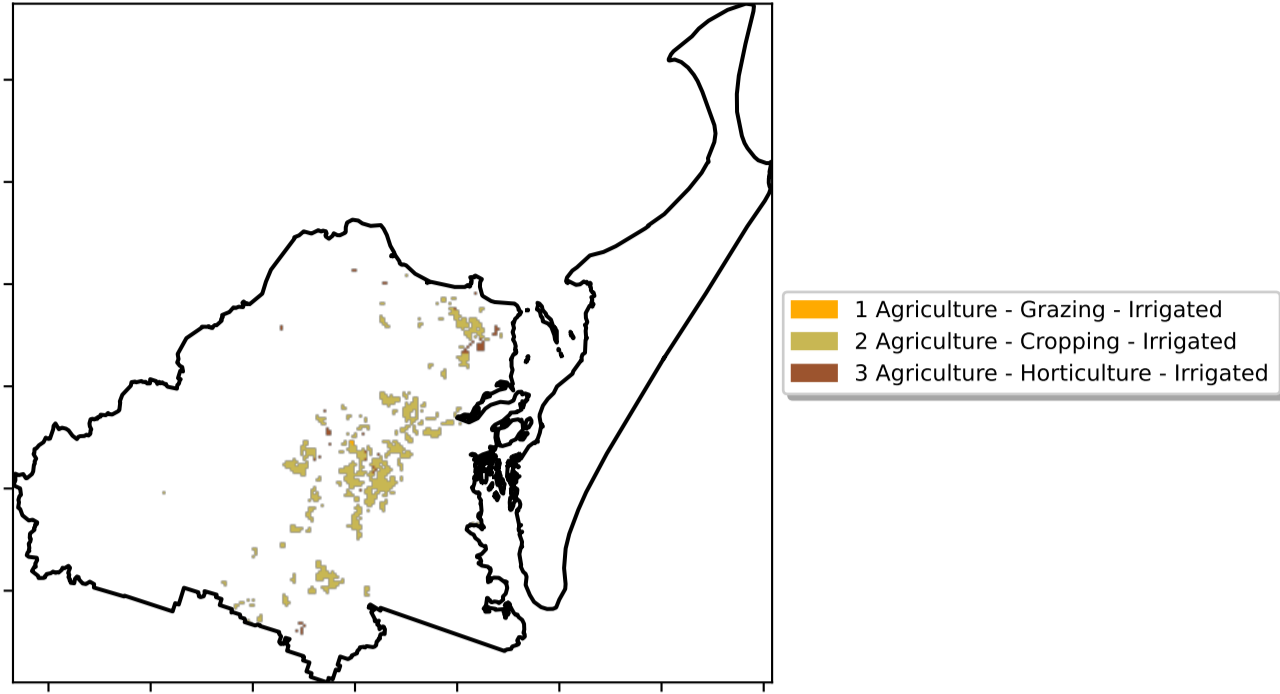 1 Agriculture - Grazing - Irrigated
2 Agriculture - Cropping - Irrigated
3 Agriculture - Horticulture - Irrigated